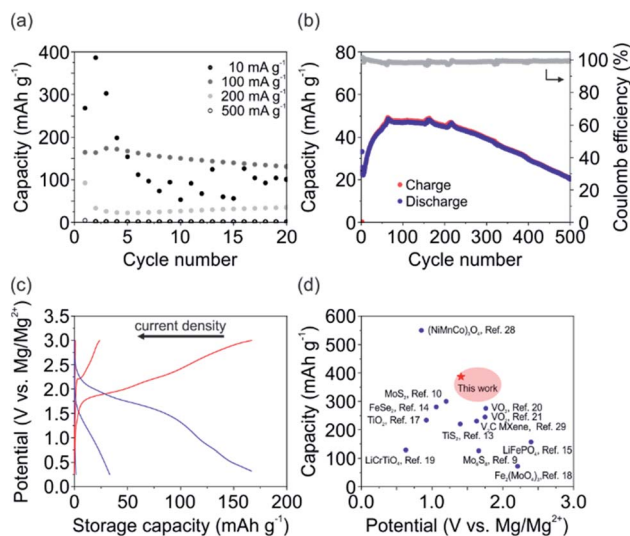 (a)
400
350
300
250
200
150
100
50
0
Capacity (mAh g⁻¹)
10 mA g⁻¹
100 mA g⁻¹
200 mA g⁻¹
500 mA g⁻¹
0 5 10 15 20
Cycle number
(b)
80
60
40
20
0
Capacity (mAh g⁻¹)
Charge
Discharge
100
80
60
40
20
0
Coulomb efficiency (%)
0 100 200 300 400 500
Cycle number
(c)
3.5
3.0
2.5
2.0
1.5
1.0
0.5
0.0
Potential (V vs. Mg/Mg²⁺)
current density
0 50 100 150 200
Storage capacity (mAh g⁻¹)
(d)
600
500
400
300
200
100
0
Capacity (mAh g⁻¹)
(NiMnCo)₃O₄, Ref. 28
This work
MoS₂, Ref. 10
FeSe₂, Ref. 14
TiO₂, Ref. 17
VO₂, Ref. 20
VO₂, Ref. 21
V₂C MXene, Ref. 29
TiS₂, Ref. 13
LiFePO₄, Ref. 15
LiCrTiO₄, Ref. 19
Mo₆S₈, Ref. 9
Fe₂(MoO₄)₃, Ref. 18
0.0 1.0 2.0 3.0
Potential (V vs. Mg/Mg²⁺)